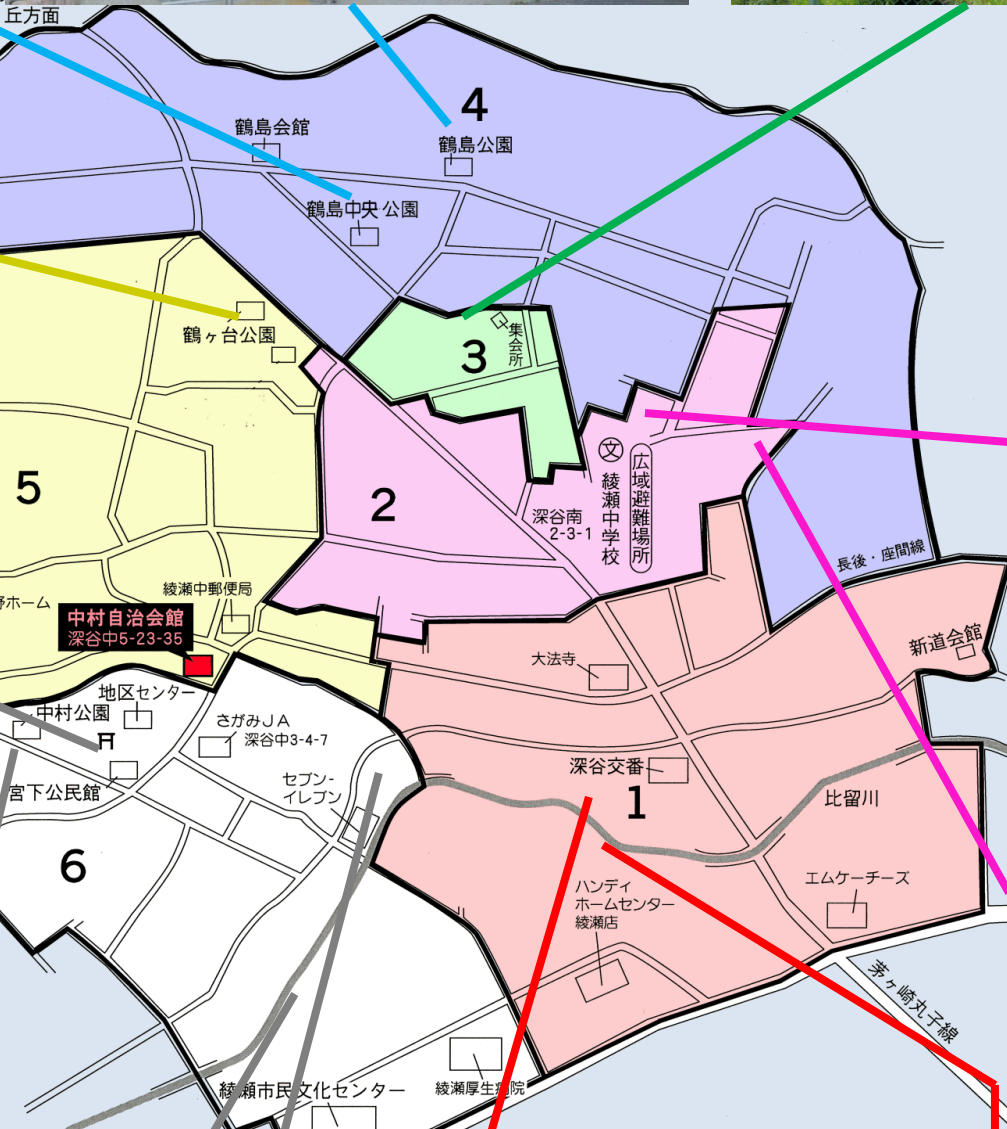 丘方面
4
鶴島会館
鶴島公園
鶴島中央公園
鶴ヶ台公園
3
集会所
5
2
文
綾瀬中学校
広域避難場所
深谷南
2-3-1
長後・座間線
綾瀬中郵便局
野ホーム
中村自治会館
深谷中5-23-35
大法寺
新道会館
地区センター
中村公園
さがみJA
深谷中3-4-7
宮下公民館
セブン-
イレブン
深谷交番
1
比留川
6
エムケーチーズ
ハンディ
ホームセンター
綾瀬店
茅ヶ崎丸子線
綾瀬市民文化センター
綾瀬厚生病院